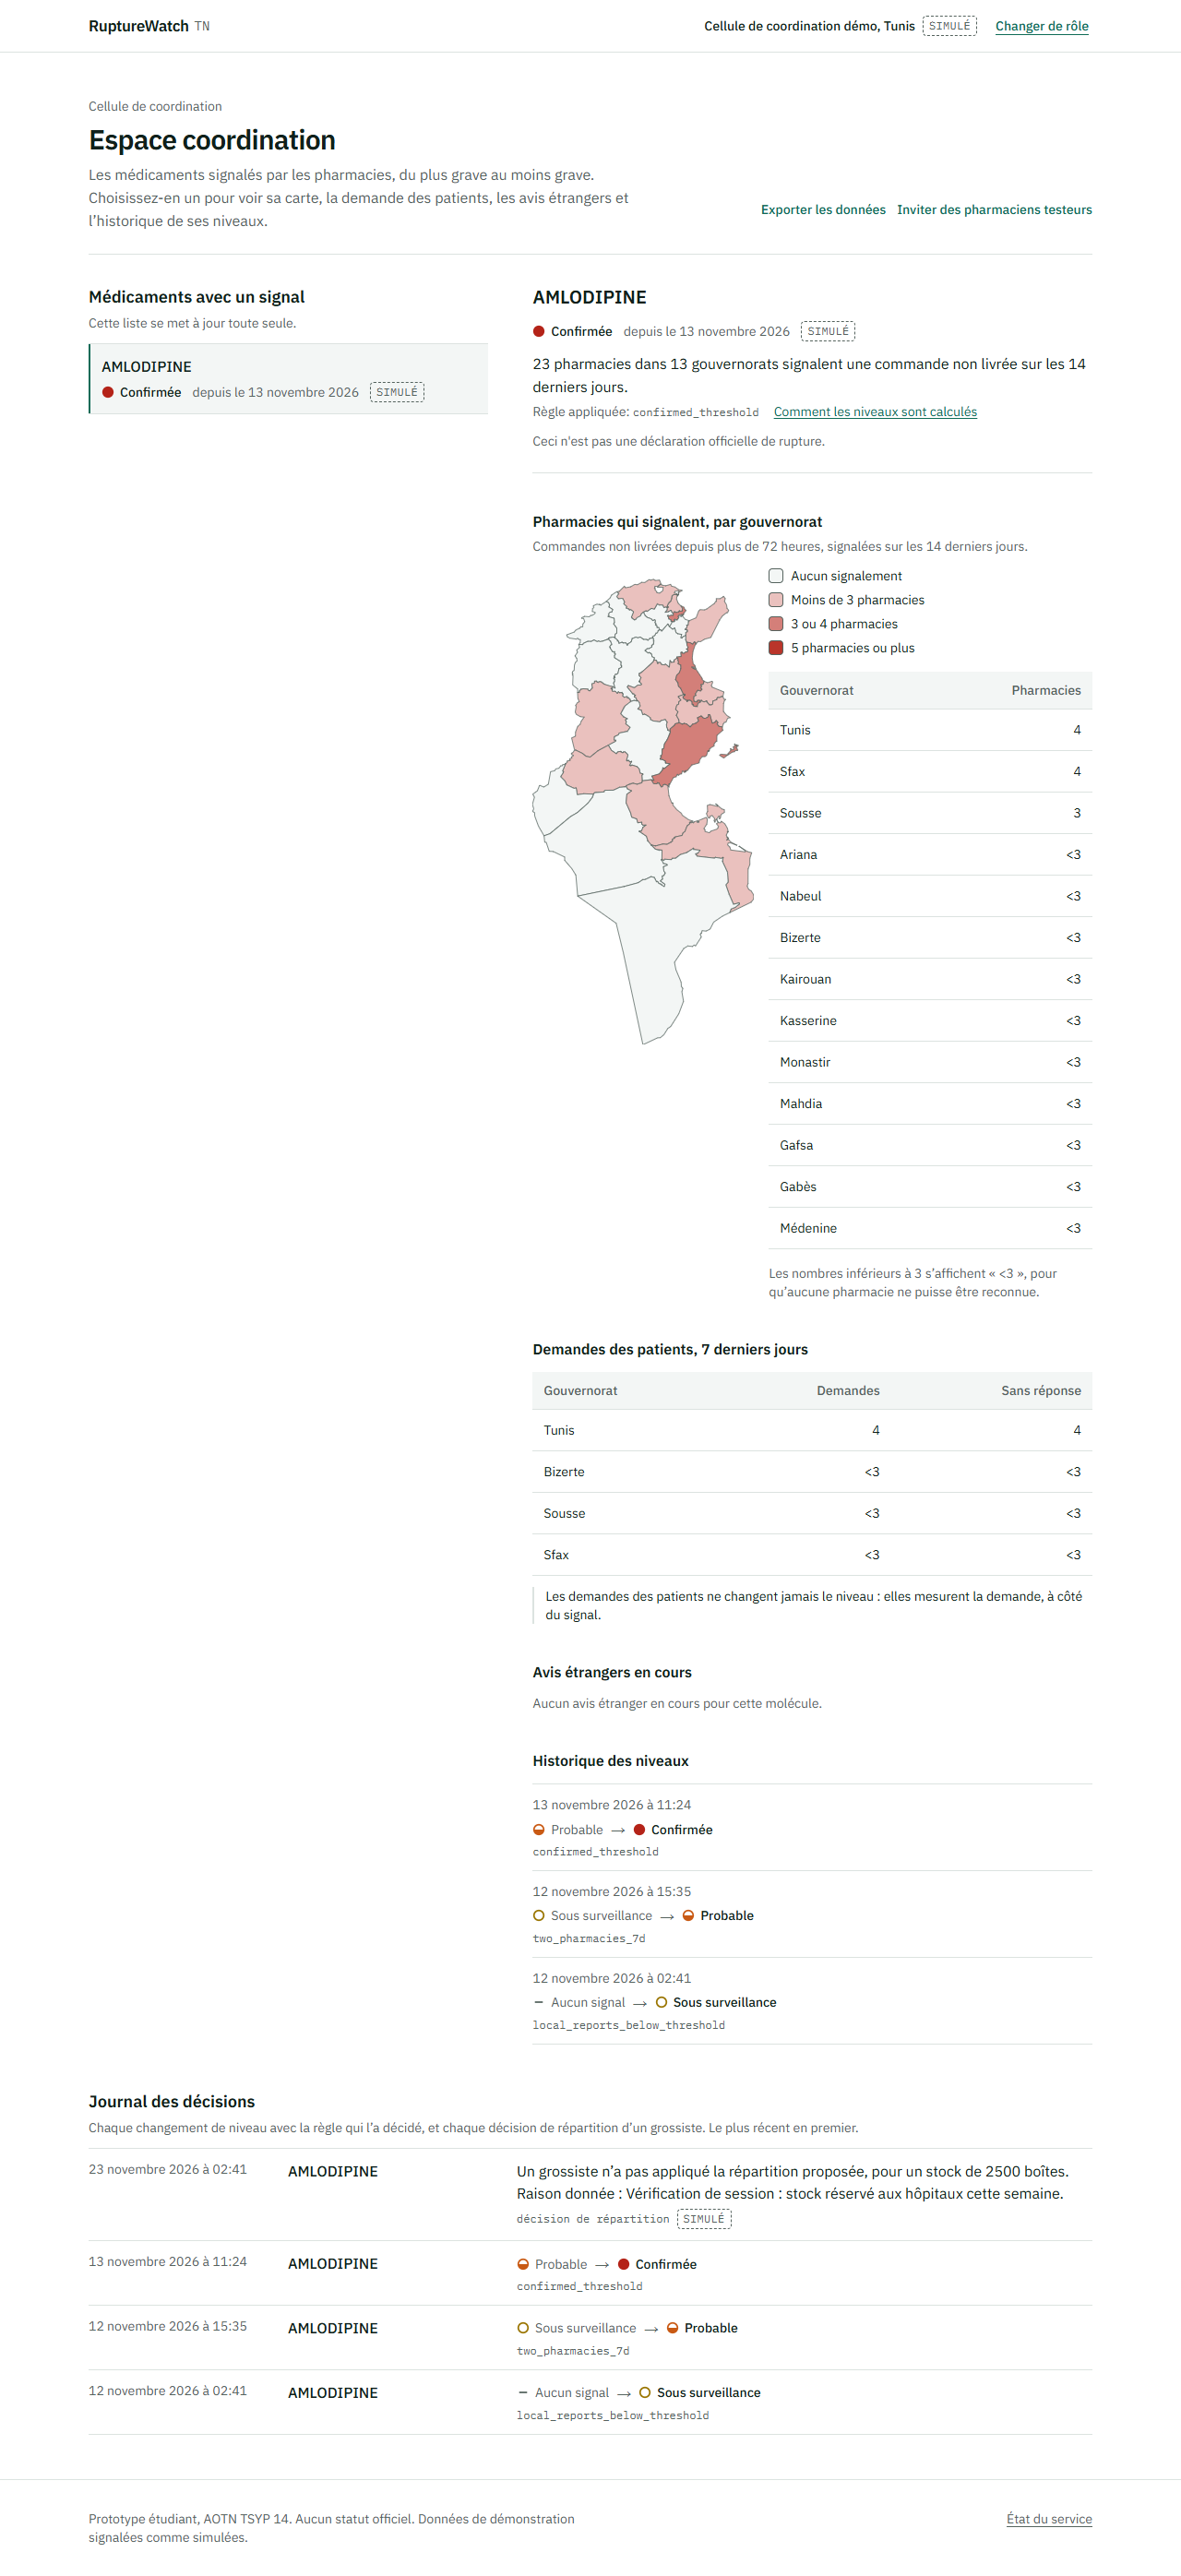 RuptureWatch TN
Cellule de coordination démo, Tunis SIMULÉ Changer de rôle
Cellule de coordination
Espace coordination
Les médicaments signalés par les pharmacies, du plus grave au moins grave.
Choisissez-en un pour voir sa carte, la demande des patients, les avis étrangers et
l’historique de ses niveaux.
Exporter les données Inviter des pharmaciens testeurs
Médicaments avec un signal
Cette liste se met à jour toute seule.
AMLODIPINE
Confirmée depuis le 13 novembre 2026 SIMULÉ
AMLODIPINE
Confirmée depuis le 13 novembre 2026 SIMULÉ
23 pharmacies dans 13 gouvernorats signalent une commande non livrée sur les 14
derniers jours.
Règle appliquée: confirmed_threshold Comment les niveaux sont calculés
Ceci n'est pas une déclaration officielle de rupture.
Pharmacies qui signalent, par gouvernorat
Commandes non livrées depuis plus de 72 heures, signalées sur les 14 derniers jours.
Aucun signalement
Moins de 3 pharmacies
3 ou 4 pharmacies
5 pharmacies ou plus
Gouvernorat Pharmacies
Tunis 4
Sfax 4
Sousse 3
Ariana <3
Nabeul <3
Bizerte <3
Kairouan <3
Kasserine <3
Monastir <3
Mahdia <3
Gafsa <3
Gabès <3
Médenine <3
Les nombres inférieurs à 3 s’affichent « <3 », pour
qu’aucune pharmacie ne puisse être reconnue.
Demandes des patients, 7 derniers jours
Gouvernorat Demandes Sans réponse
Tunis 4 4
Bizerte <3 <3
Sousse <3 <3
Sfax <3 <3
Les demandes des patients ne changent jamais le niveau : elles mesurent la demande, à côté
du signal.
Avis étrangers en cours
Aucun avis étranger en cours pour cette molécule.
Historique des niveaux
13 novembre 2026 à 11:24
Probable → Confirmée
confirmed_threshold
12 novembre 2026 à 15:35
Sous surveillance → Probable
two_pharmacies_7d
12 novembre 2026 à 02:41
– Aucun signal → Sous surveillance
local_reports_below_threshold
Journal des décisions
Chaque changement de niveau avec la règle qui l’a décidé, et chaque décision de répartition d’un grossiste. Le plus récent en premier.
23 novembre 2026 à 02:41 AMLODIPINE Un grossiste n’a pas appliqué la répartition proposée, pour un stock de 2500 boîtes.
Raison donnée : Vérification de session : stock réservé aux hôpitaux cette semaine.
décision de répartition SIMULÉ
13 novembre 2026 à 11:24 AMLODIPINE Probable → Confirmée
confirmed_threshold
12 novembre 2026 à 15:35 AMLODIPINE Sous surveillance → Probable
two_pharmacies_7d
12 novembre 2026 à 02:41 AMLODIPINE – Aucun signal → Sous surveillance
local_reports_below_threshold
Prototype étudiant, AOTN TSYP 14. Aucun statut officiel. Données de démonstration
signalées comme simulées.
État du service